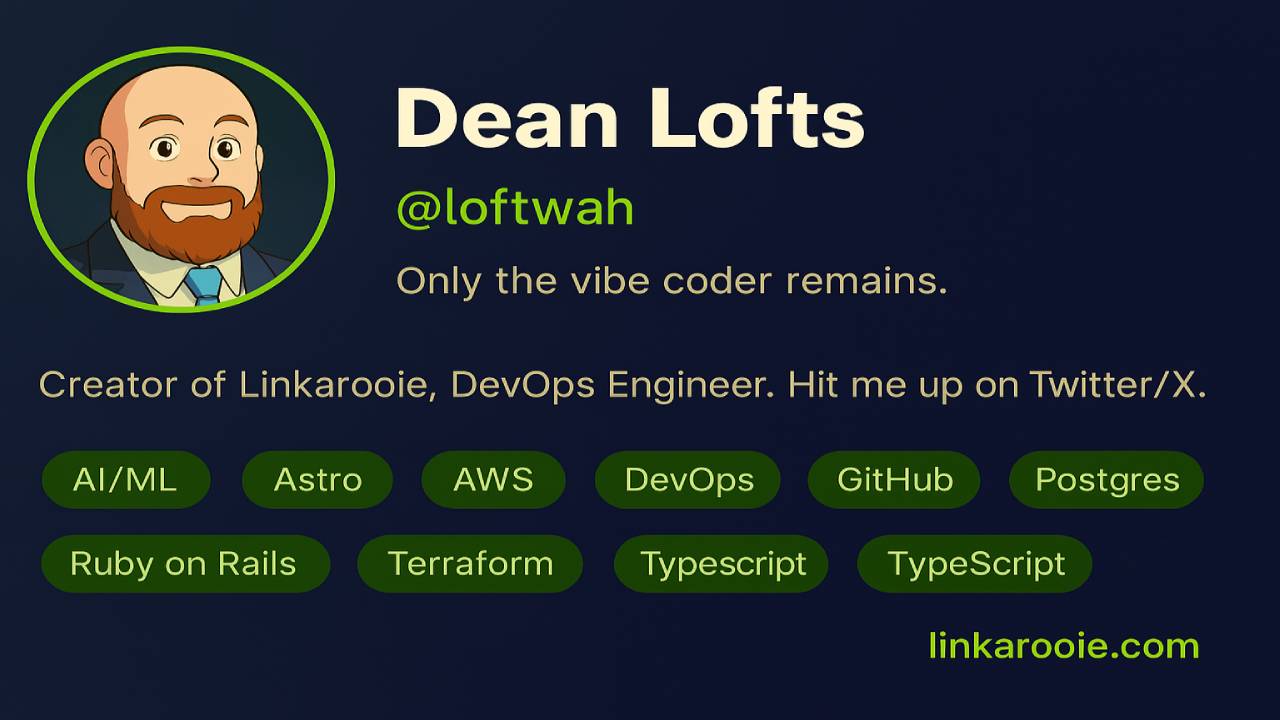 Dean Lofts
@loftwah
Only the vibe coder remains.
Creator of Linkarooie, DevOps Engineer. Hit me up on Twitter/X.
AI/ML Astro AWS DevOps GitHub Postgres
Ruby on Rails Terraform Typescript TypeScript
linkarooie.com